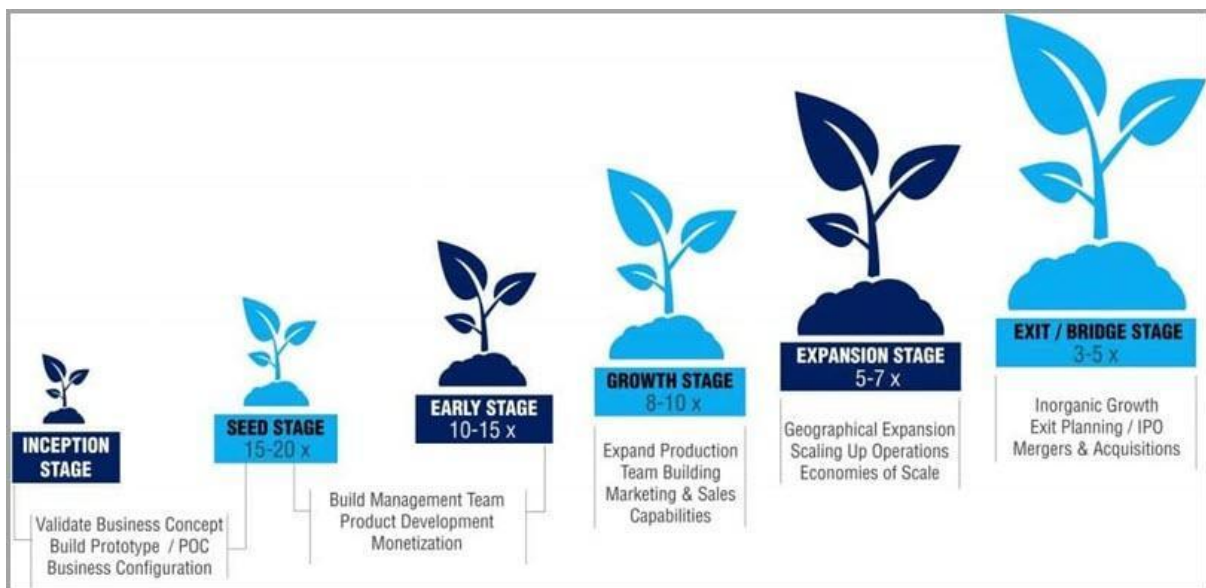 INCEPTION
STAGE
Validate Business Concept
Build Prototype / POC
Business Configuration
SEED STAGE
15-20 x
Build Management Team
Product Development
Monetization
EARLY STAGE
10-15 x
GROWTH STAGE
8-10 x
Expand Production
Team Building
Marketing & Sales
Capabilities
EXPANSION STAGE
5-7 x
Geographical Expansion
Scaling Up Operations
Economies of Scale
EXIT / BRIDGE STAGE
3-5 x
Inorganic Growth
Exit Planning / IPO
Mergers & Acquisitions